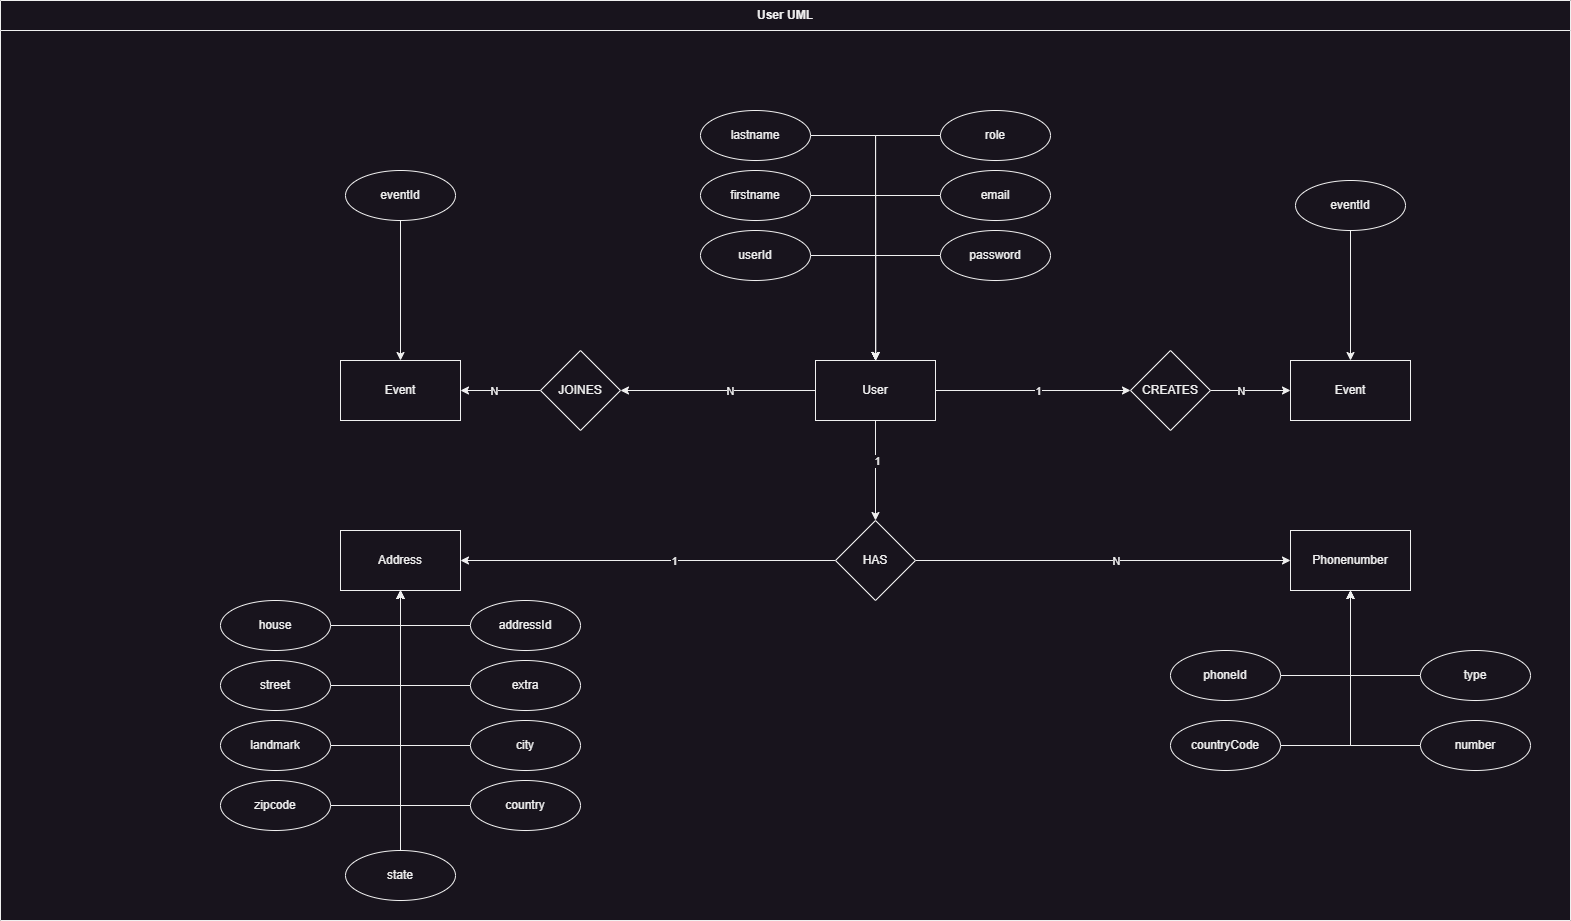 User UML
lastname
role
eventId
firstname
email
eventId
userId
password
Event
N
JOINES
N
User
1
CREATES
N
Event
1
Address
1
HAS
N
Phonenumber
house
addressId
street
extra
phoneId
type
landmark
city
countryCode
number
zipcode
country
state